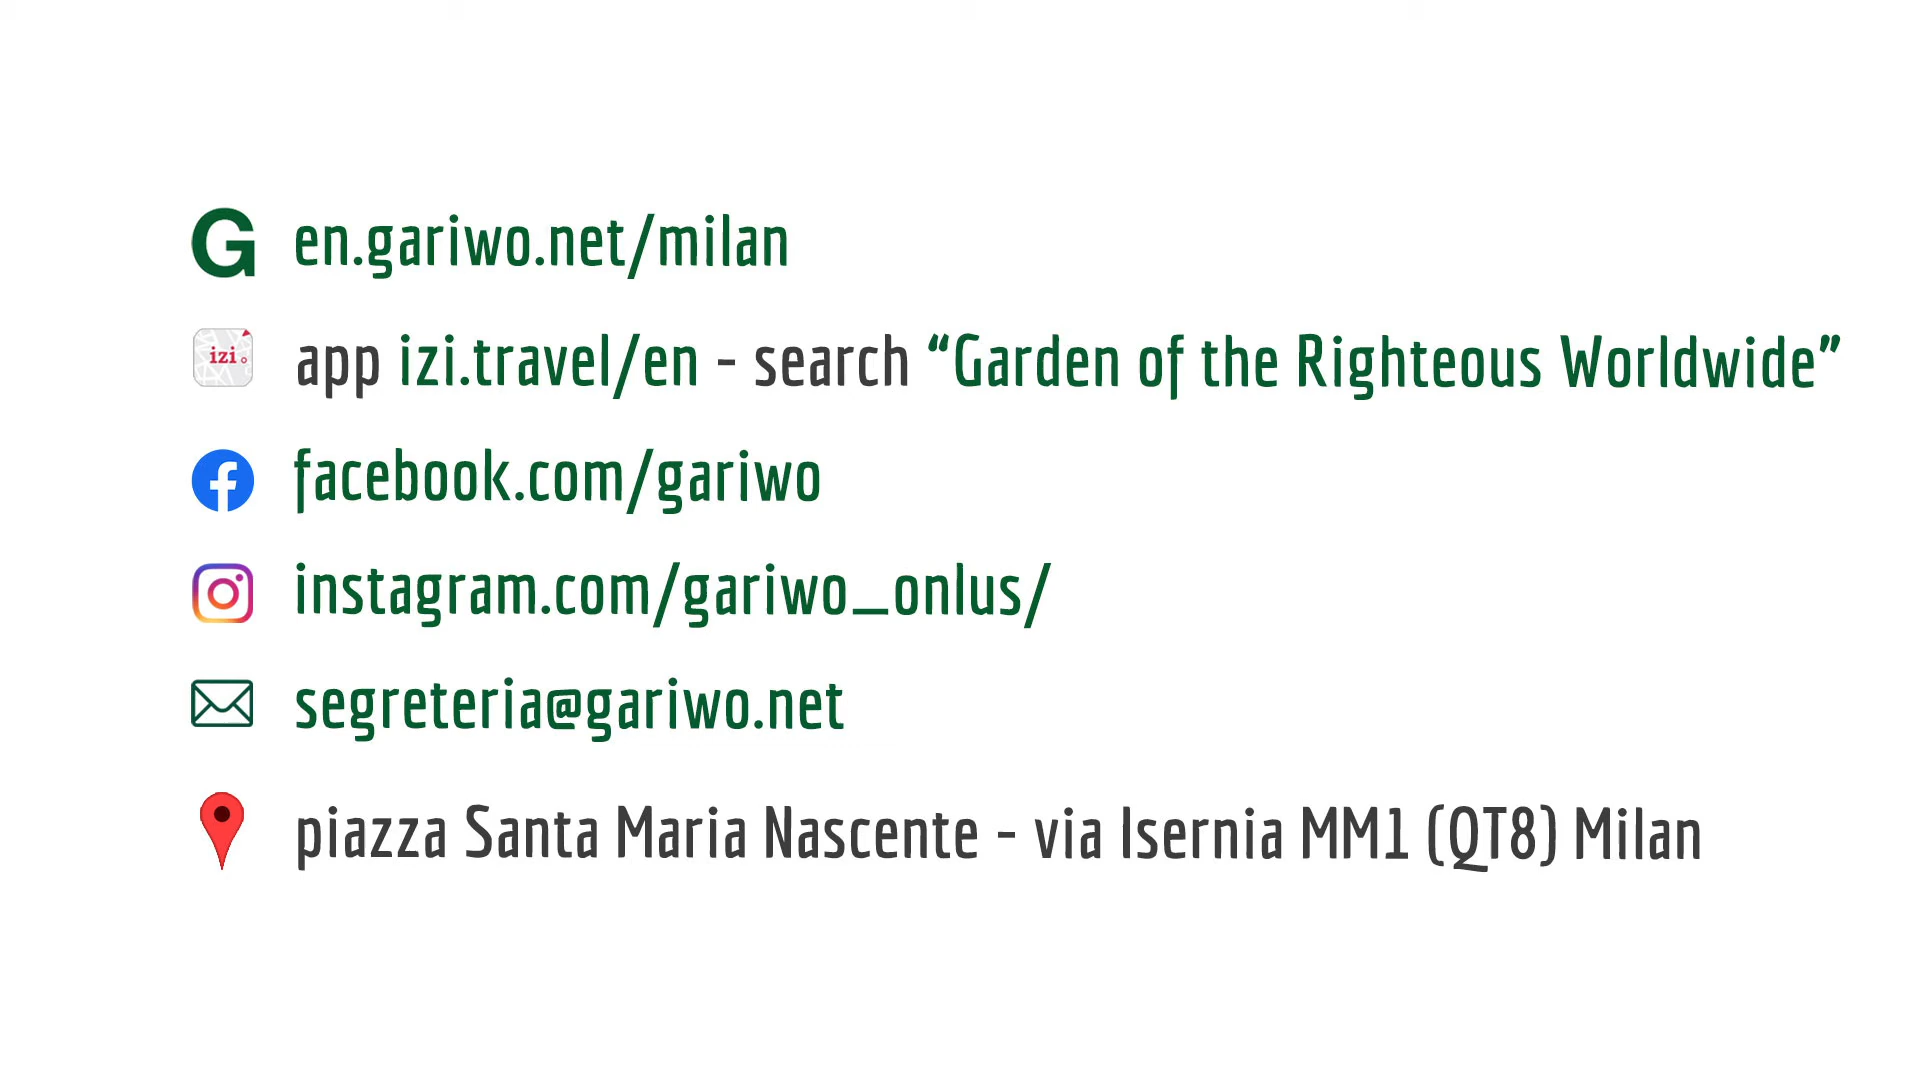 G en.gariwo.net/milan
izi app izi.travel/en - search “Garden of the Righteous Worldwide”
facebook.com/gariwo
instagram.com/gariwo_onlus/
segreteria@gariwo.net
piazza Santa Maria Nascente - via Isernia MM1 (QT8) Milan